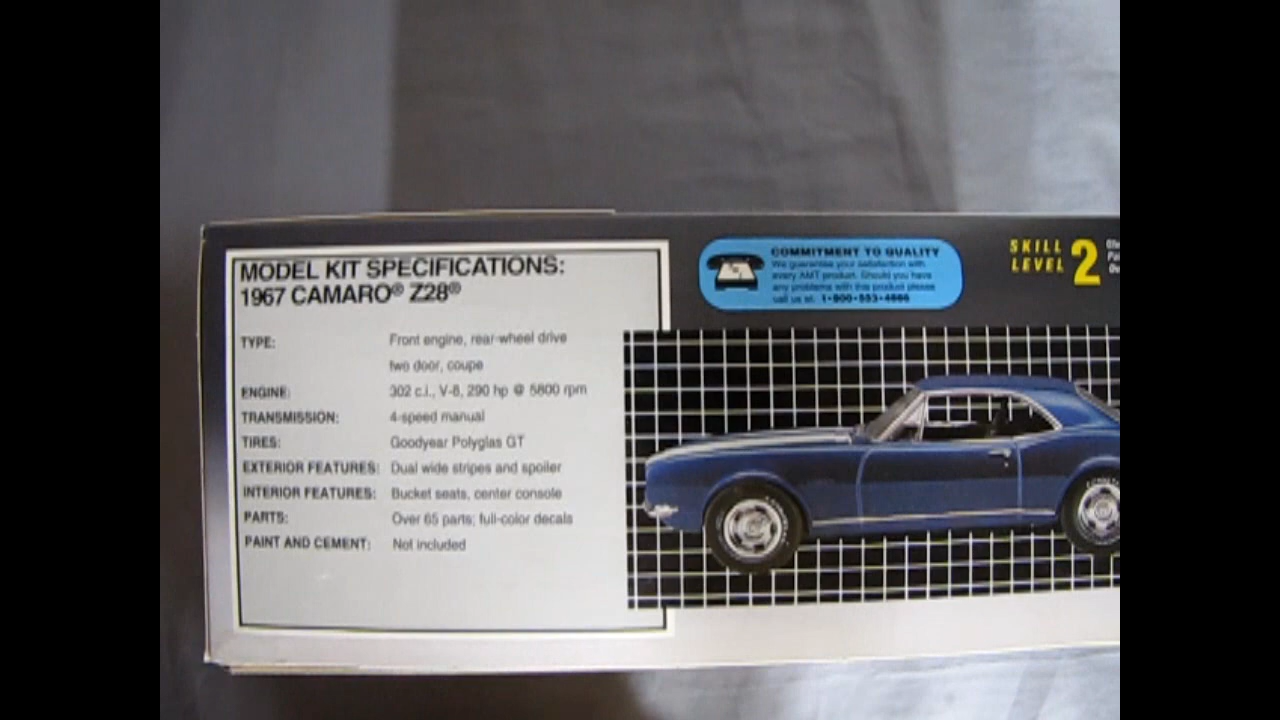 MODEL KIT SPECIFICATIONS:
1967 CAMARO® Z28®
TYPE: Front engine, rear-wheel drive
two door, coupe
ENGINE: 302 c.i., V-8, 290 hp @ 5800 rpm
TRANSMISSION: 4-speed manual
TIRES: Goodyear Polyglas GT
EXTERIOR FEATURES: Dual wide stripes and spoiler
INTERIOR FEATURES: Bucket seats, center console
PARTS: Over 65 parts; full-color decals
PAINT AND CEMENT: Not included
COMMITMENT TO QUALITY
We guarantee your satisfaction with
every AMT product. Should you have
any problems with this product please
call us at: 1-800-
SKILL
LEVEL 2